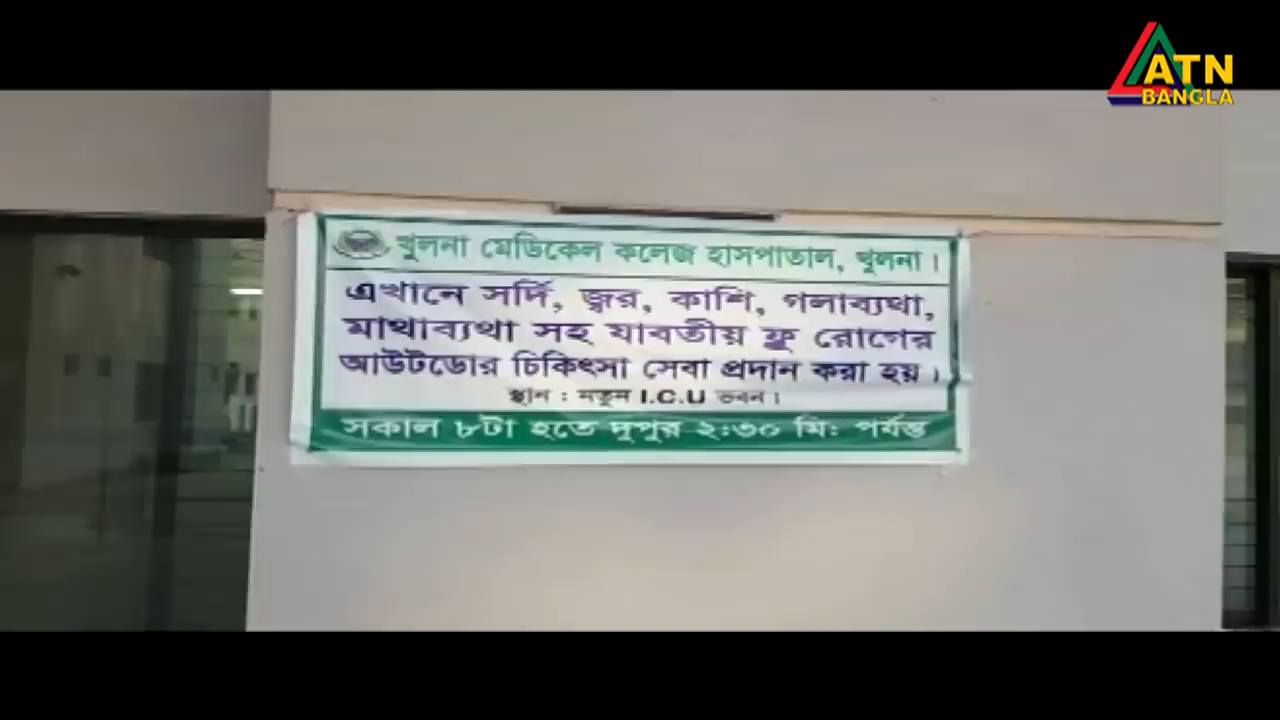 ATN
BANGLA
খুলনা মেডিকেল কলেজ হাসপাতাল, খুলনা।
এখানে সর্দি, জ্বর, কাশি, গলাব্যথা,
মাথাব্যথা সহ যাবতীয় ফ্লু রোগের
আউটডোর চিকিৎসা সেবা প্রদান করা হয়।
স্থান : নতুন I.C.U ভবন।
সকাল ৮টা হতে দুপুর ২:৩০ মি: পর্যন্ত